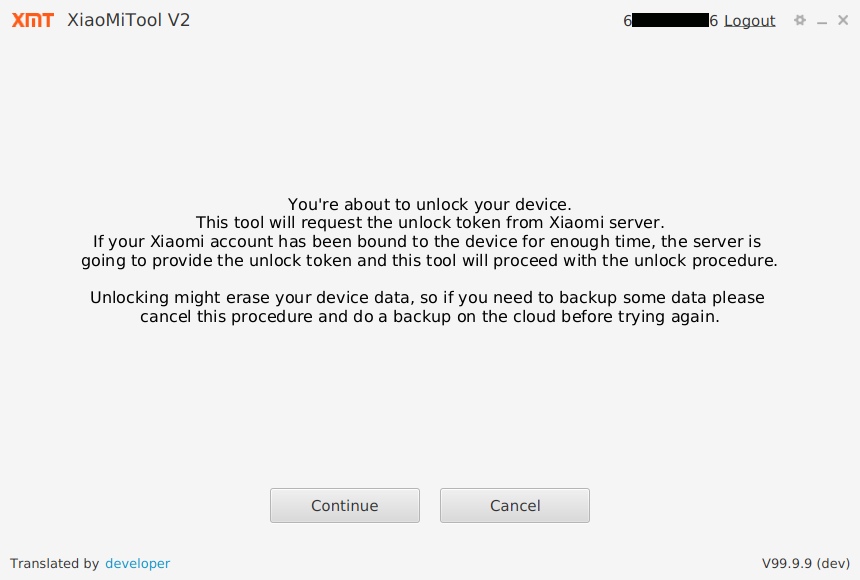 XMT XiaoMiTool V2
6 6 Logout
You're about to unlock your device.
This tool will request the unlock token from Xiaomi server.
If your Xiaomi account has been bound to the device for enough time, the server is
going to provide the unlock token and this tool will proceed with the unlock procedure.
Unlocking might erase your device data, so if you need to backup some data please
cancel this procedure and do a backup on the cloud before trying again.
Continue
Cancel
Translated by developer
V99.9.9 (dev)